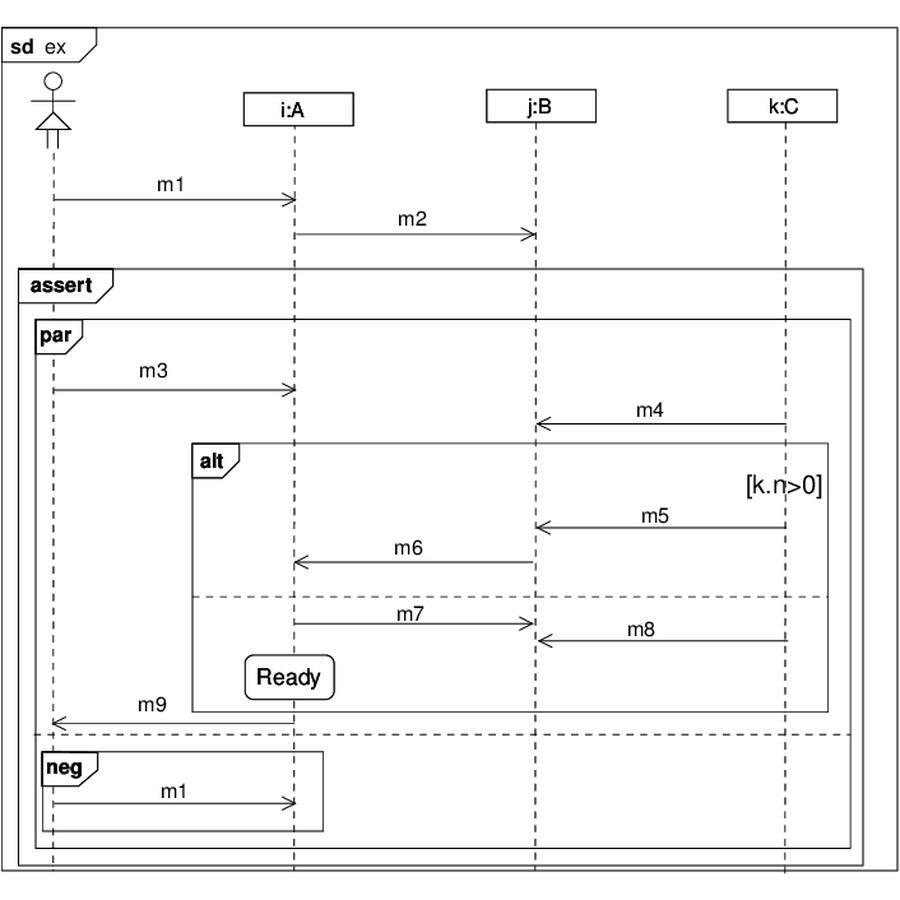 sd ex
i:A
j:B
k:C
m1
m2
assert
par
m3
m4
alt
[k.n>0]
m5
m6
m7
m8
Ready
m9
neg
m1